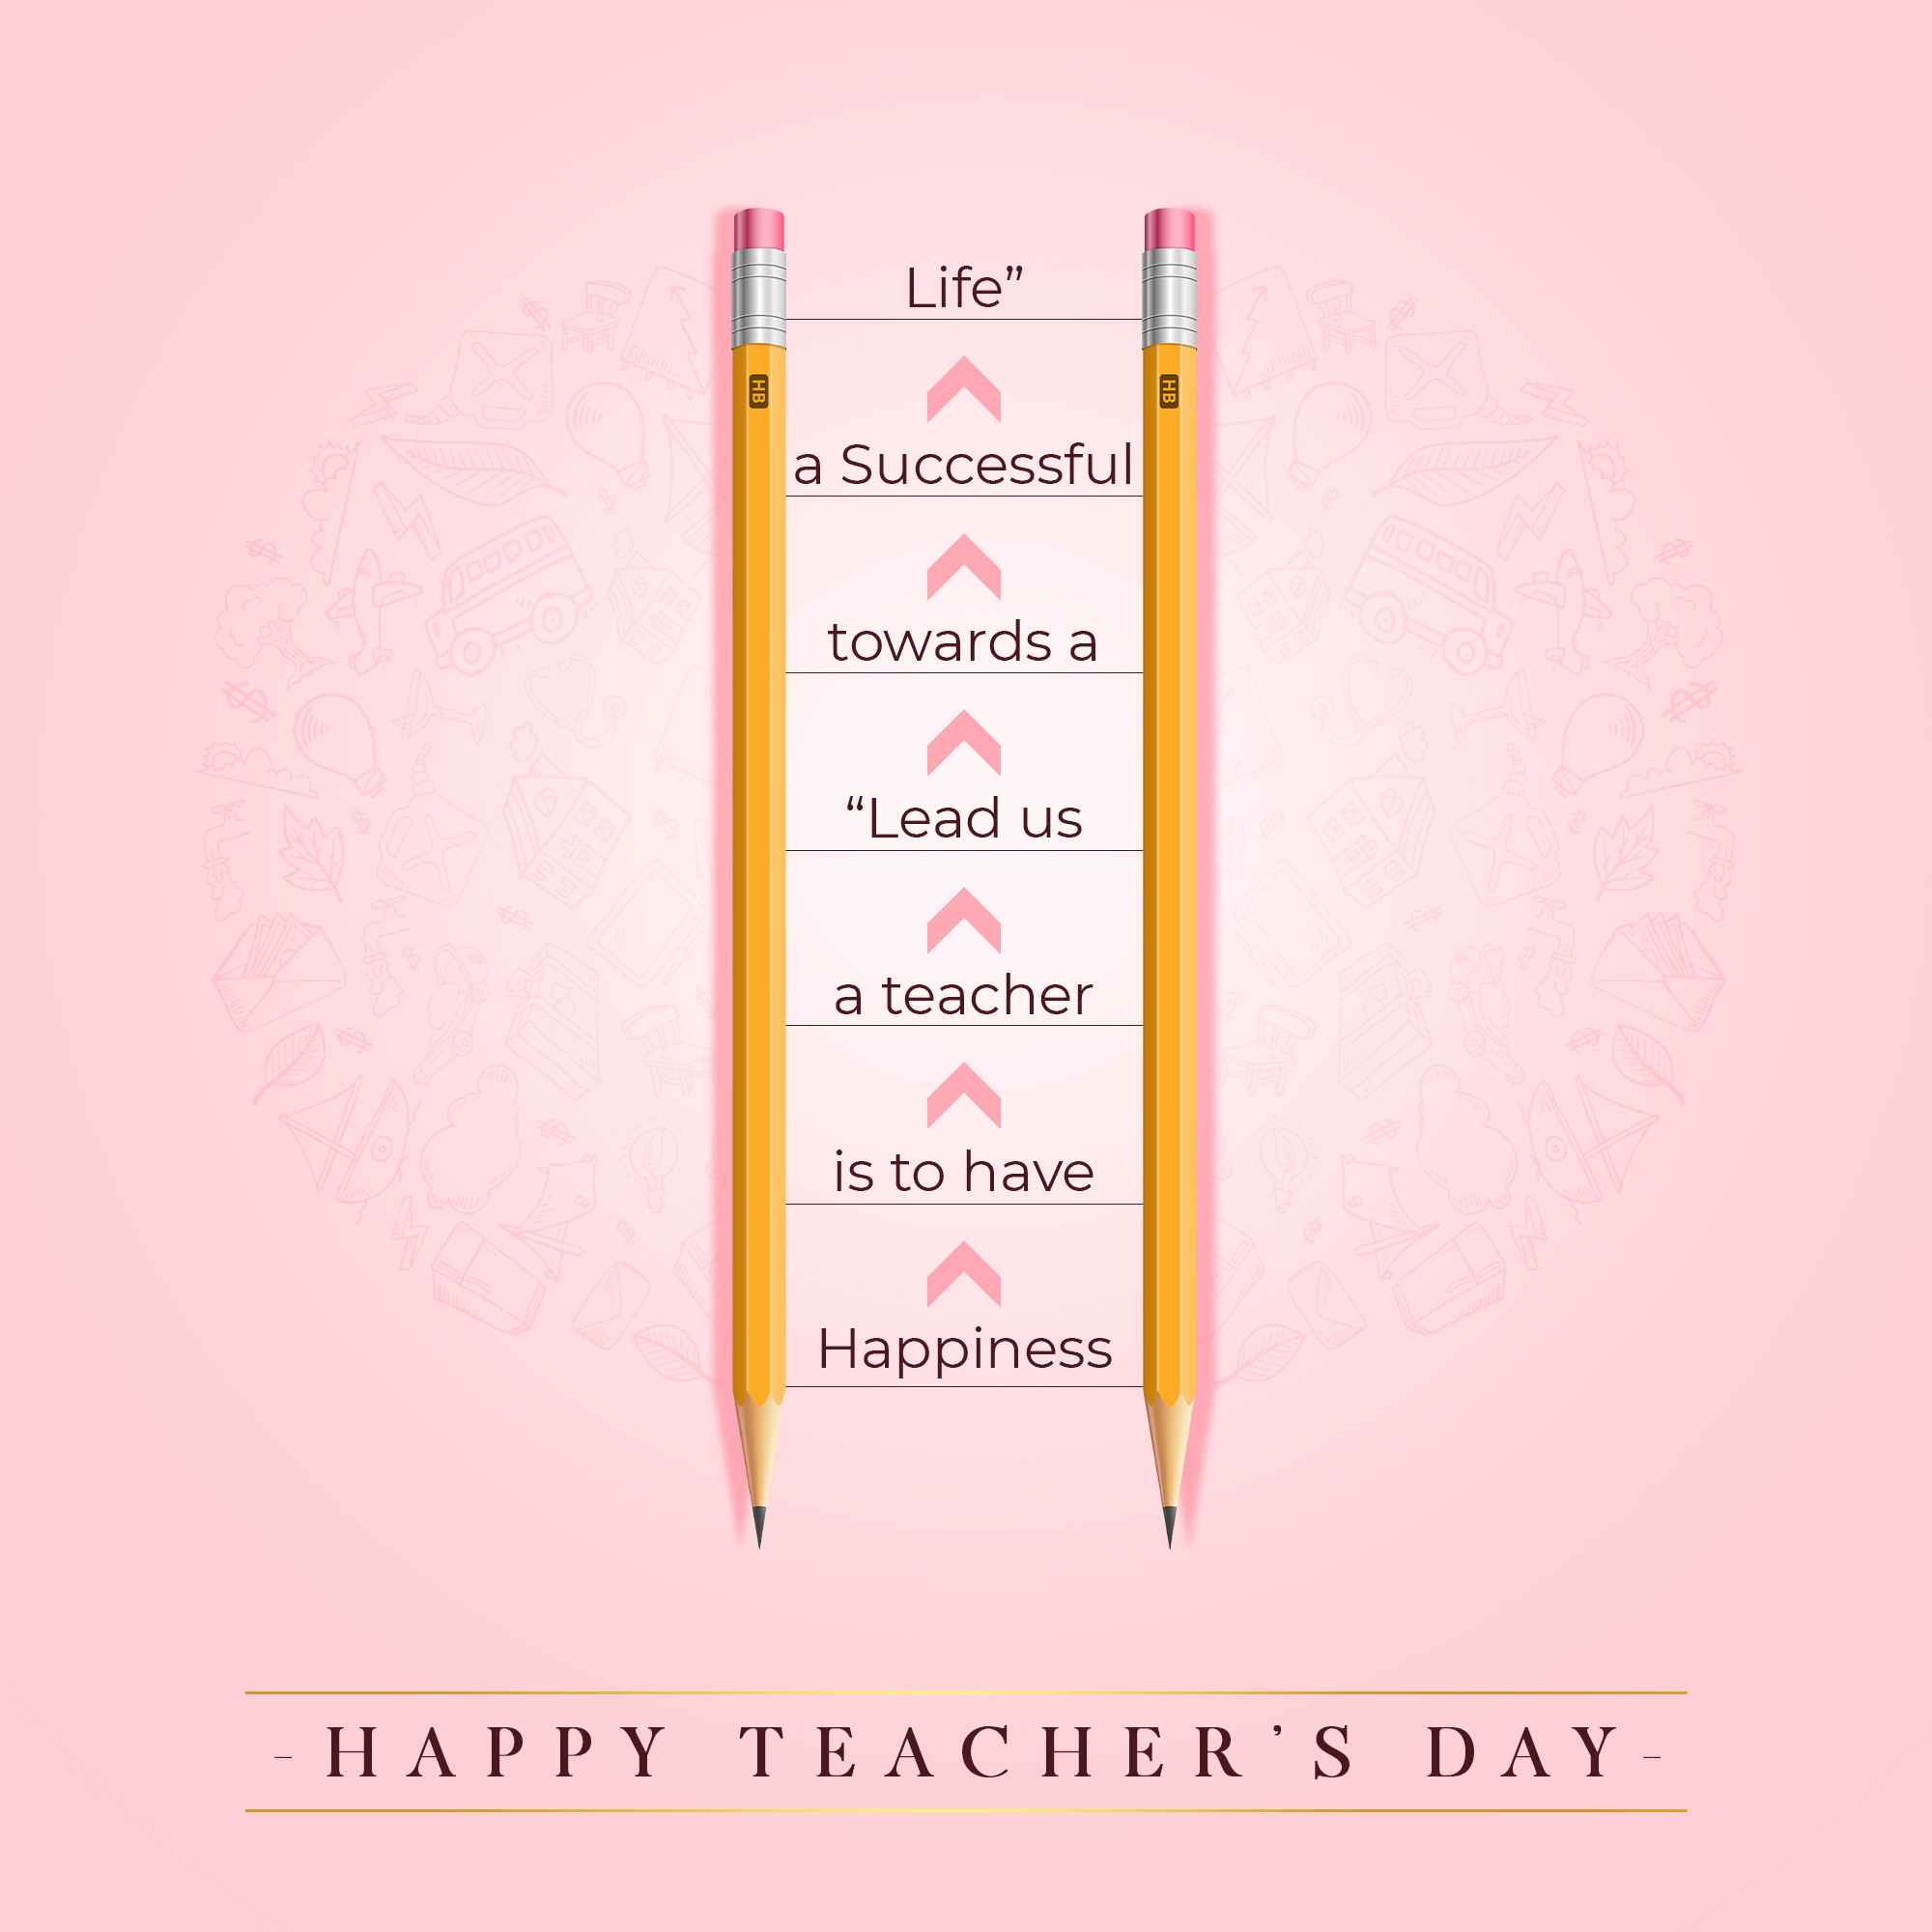 Life”
a Successful
towards a
“Lead us
a teacher
is to have
Happiness
HB
HB
- HAPPY TEACHER’S DAY -